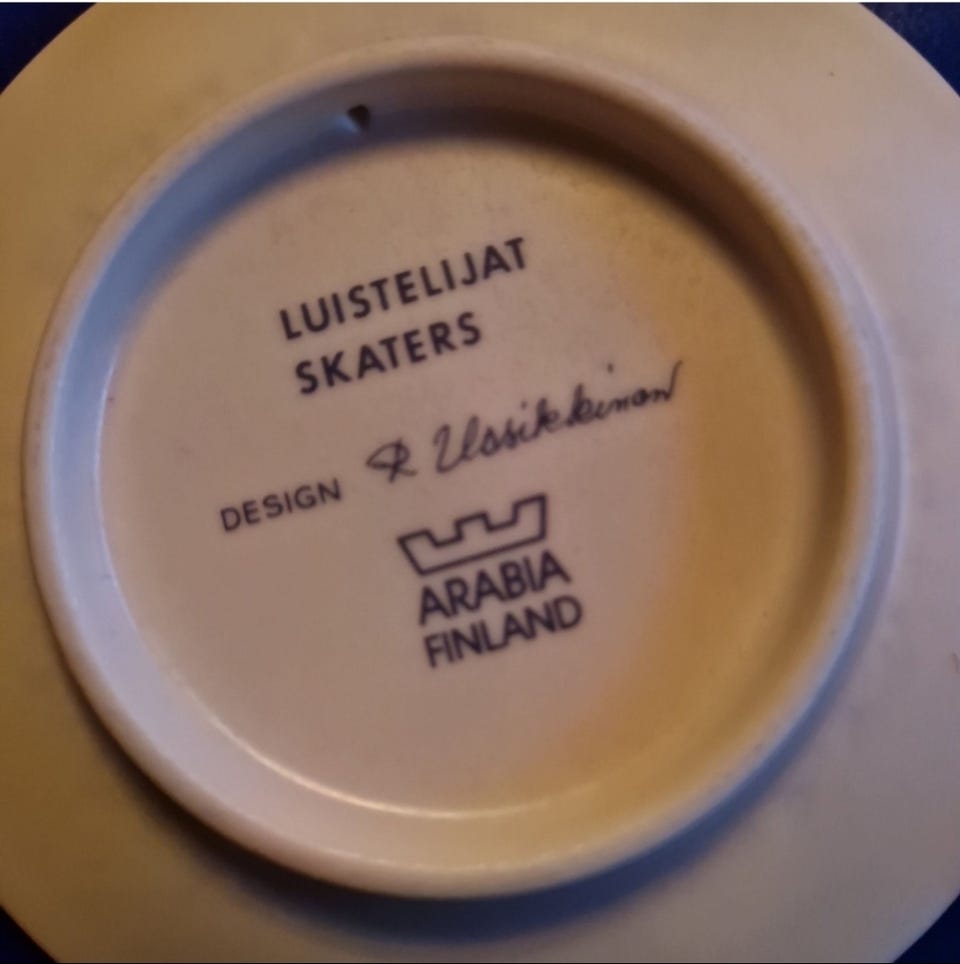 LUISTELIJAT
SKATERS
DESIGN R Uosikkinen
ARABIA
FINLAND